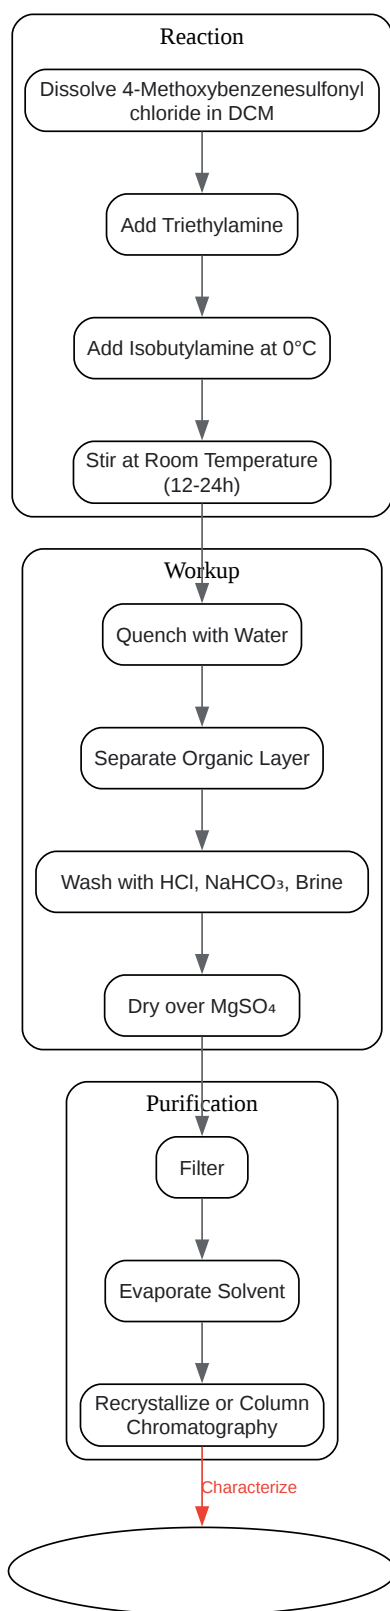 Reaction
Dissolve 4-Methoxybenzenesulfonyl
chloride in DCM
Add Triethylamine
Add Isobutylamine at 0°C
Stir at Room Temperature
(12-24h)
Workup
Quench with Water
Separate Organic Layer
Wash with HCl, NaHCO₃, Brine
Dry over MgSO₄
Purification
Filter
Evaporate Solvent
Recrystallize or Column
Chromatography
Characterize